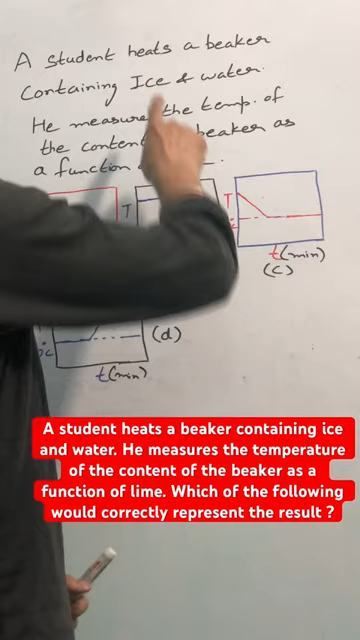 A student heats a beaker
Containing Ice & water.
He measure the temp. of
the content beaker as
a function
T
T
t(min)
(C)
(d)
°C
t(min)
A student heats a beaker containing ice
and water. He measures the temperature
of the content of the beaker as a
function of lime. Which of the following
would correctly represent the result ?